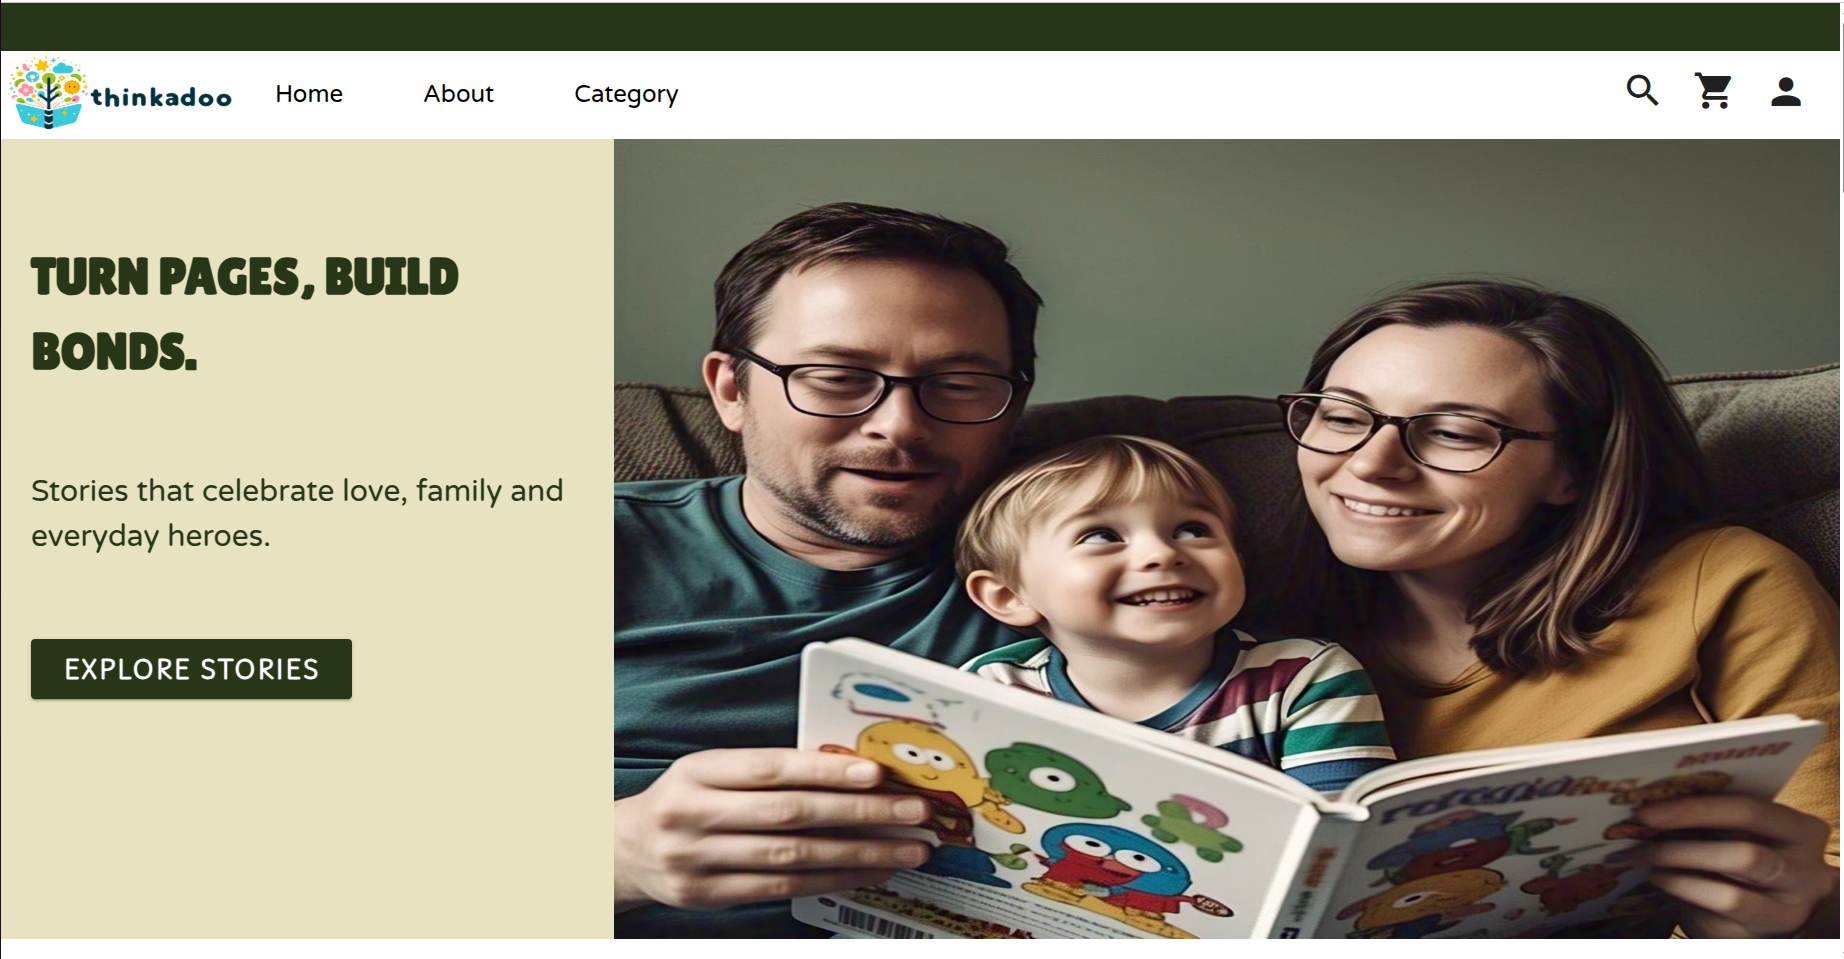 thinkadoo
Home
About
Category
TURN PAGES, BUILD
BONDS.
Stories that celebrate love, family and
everyday heroes.
EXPLORE STORIES